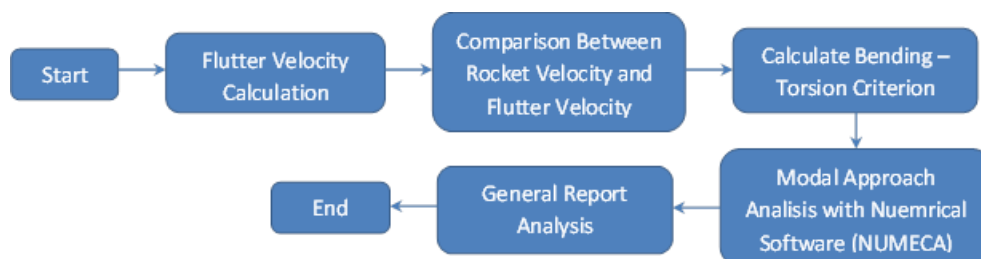 Start
Flutter Velocity
Calculation
Comparison Between
Rocket Velocity and
Flutter Velocity
Calculate Bending –
Torsion Criterion
Modal Approach
Analisis with Nuemrical
Software (NUMECA)
General Report
Analysis
End